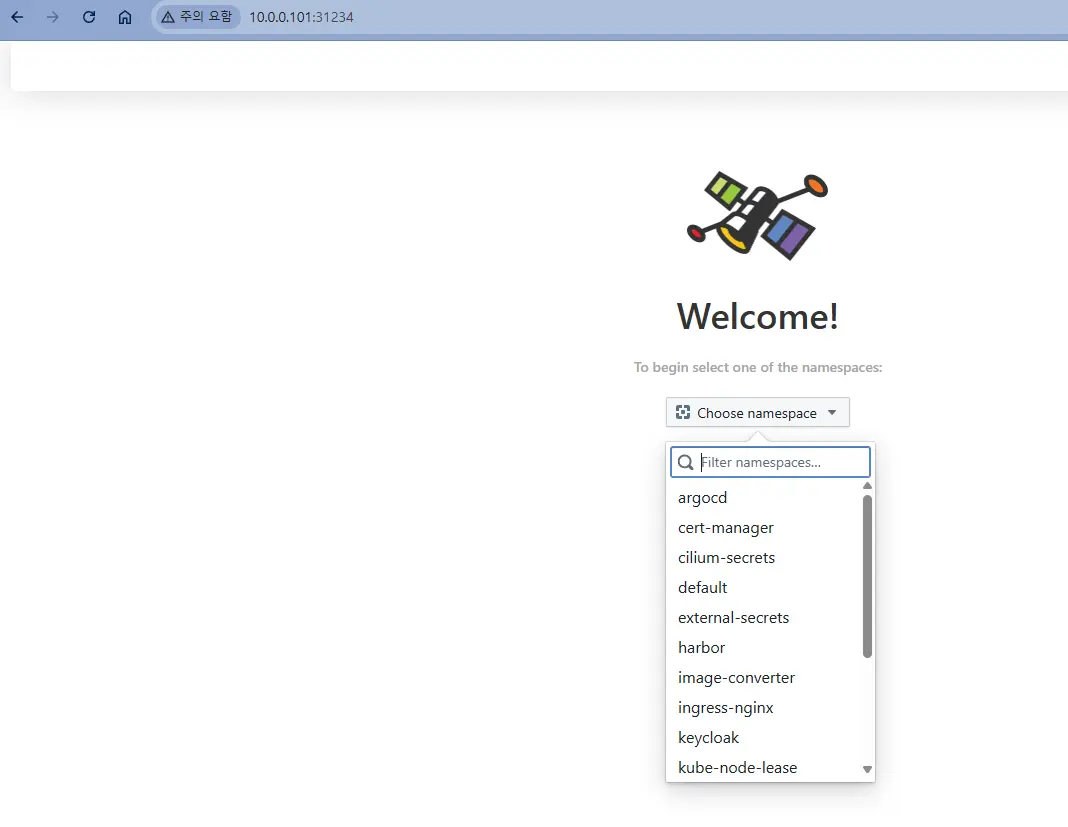 주의 요함 10.0.0.101:31234
Welcome!
To begin select one of the namespaces:
Choose namespace
Filter namespaces...
argocd
cert-manager
cilium-secrets
default
external-secrets
harbor
image-converter
ingress-nginx
keycloak
kube-node-lease